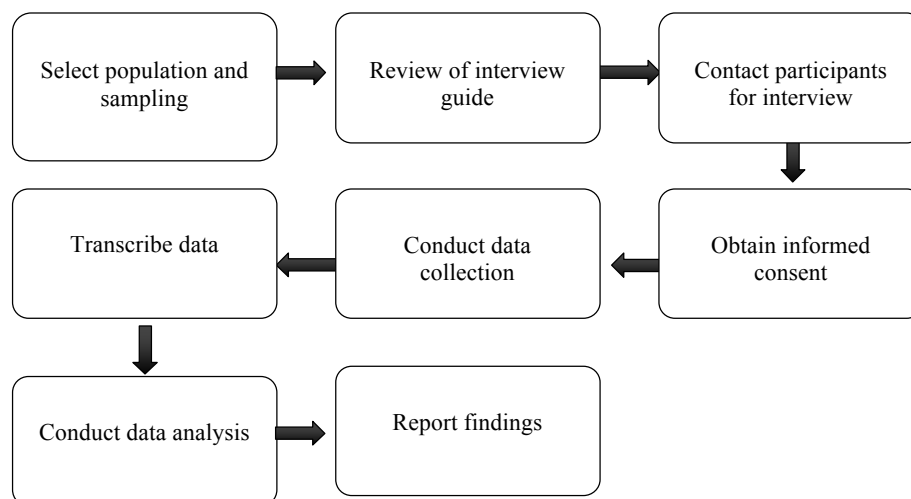 Select population and
sampling
Review of interview
guide
Contact participants
for interview
Obtain informed
consent
Conduct data
collection
Transcribe data
Conduct data analysis
Report findings